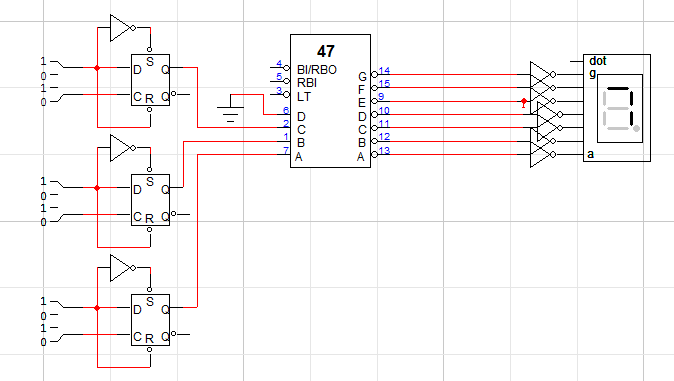 1
0
1
0
D S Q
C R Q
1
0
1
0
D S Q
C R Q
1
0
1
0
D S Q
C R Q
47
4 BI/RBO
5 RBI
3 LT
6 D
2 C
1 B
7 A
G 14
F 15
E 9
D 10
C 11
B 12
A 13
dot
g
a
7